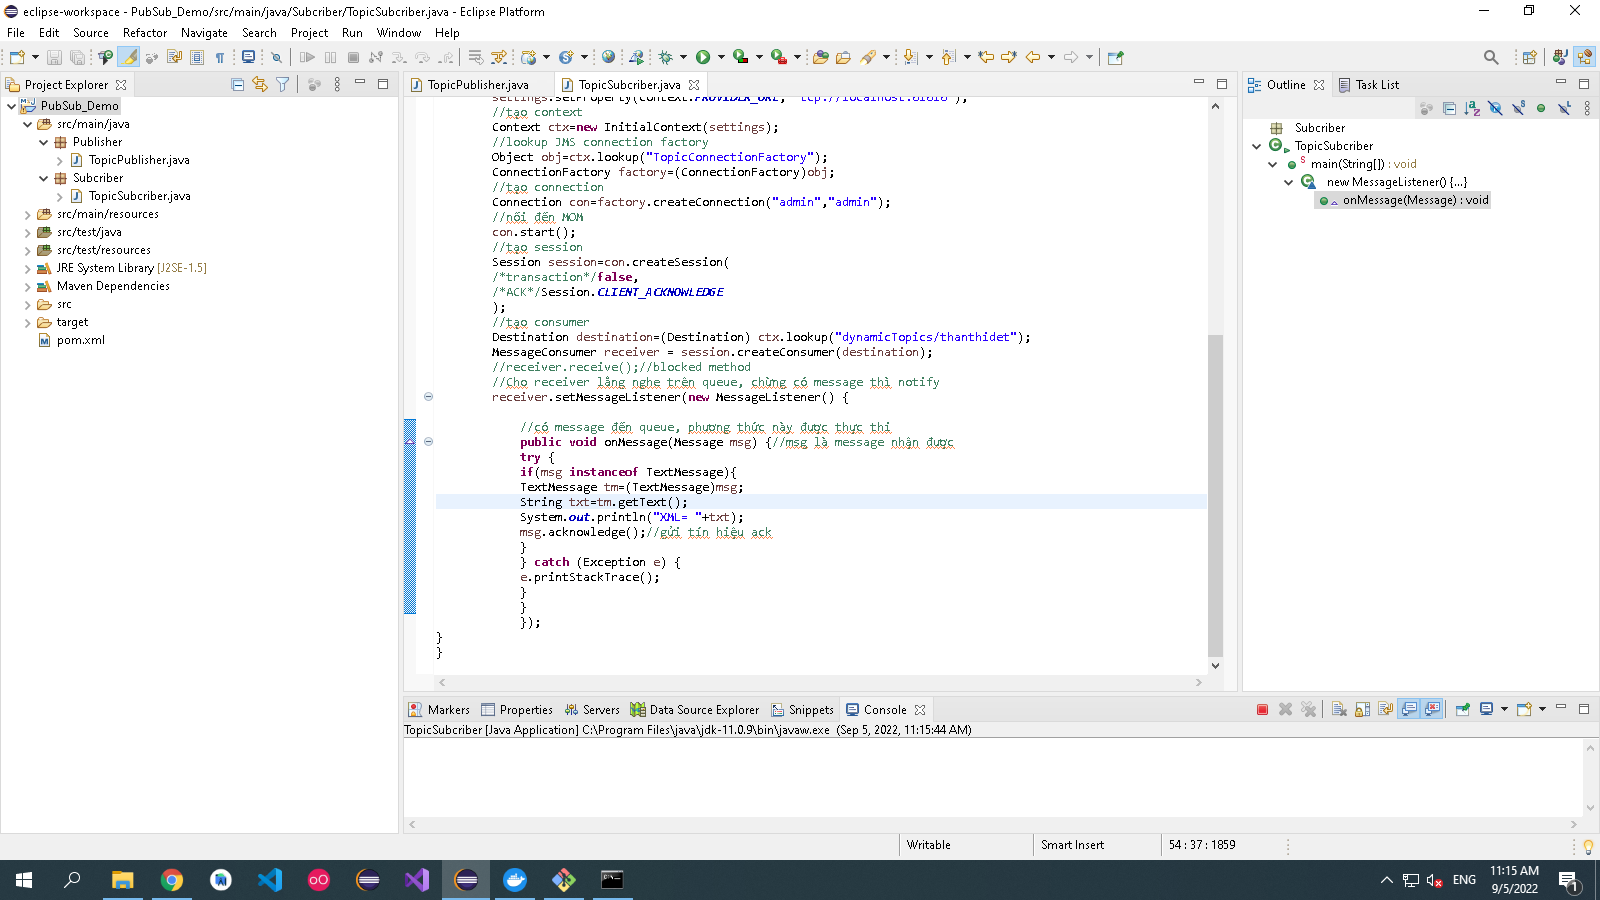 eclipse-workspace - PubSub_Demo/src/main/java/Subcriber/TopicSubcriber.java - Eclipse Platform
File Edit Source Refactor Navigate Search Project Run Window Help
Project Explorer
PubSub_Demo
src/main/java
Publisher
TopicPublisher.java
Subcriber
TopicSubcriber.java
src/main/resources
src/test/java
src/test/resources
JRE System Library [J2SE-1.5]
Maven Dependencies
src
target
pom.xml
TopicPublisher.java TopicSubcriber.java
settings.setProperty(Context.PROVIDER_URL, "tcp://localhost:61616");
//tạo context
Context ctx=new InitialContext(settings);
//lookup JMS connection factory
Object obj=ctx.lookup("TopicConnectionFactory");
ConnectionFactory factory=(ConnectionFactory)obj;
//tạo connection
Connection con=factory.createConnection("admin","admin");
//nối đến MOM
con.start();
//tạo session
Session session=con.createSession(
/*transaction*/false,
/*ACK*/Session.CLIENT_ACKNOWLEDGE
);
//tạo consumer
Destination destination=(Destination) ctx.lookup("dynamicTopics/thanthidet");
MessageConsumer receiver = session.createConsumer(destination);
//receiver.receive();//blocked method
//Cho receiver lắng nghe trên queue, chừng có message thì notify
receiver.setMessageListener(new MessageListener() {
//có message đến queue, phương thức này được thực thi
public void onMessage(Message msg) {//msg là message nhận được
try {
if(msg instanceof TextMessage){
TextMessage tm=(TextMessage)msg;
String txt=tm.getText();
System.out.println("XML= "+txt);
msg.acknowledge();//gửi tín hiệu ack
}
} catch (Exception e) {
e.printStackTrace();
}
}
});
}
}
Outline Task List
Subcriber
TopicSubcriber
main(String[]) : void
new MessageListener() {...}
onMessage(Message) : void
Markers Properties Servers Data Source Explorer Snippets Console
TopicSubcriber [Java Application] C:\Program Files\java\jdk-11.0.9\bin\javaw.exe (Sep 5, 2022, 11:15:44 AM)
Writable Smart Insert 54 : 37 : 1859
ENG 11:15 AM
9/5/2022
1